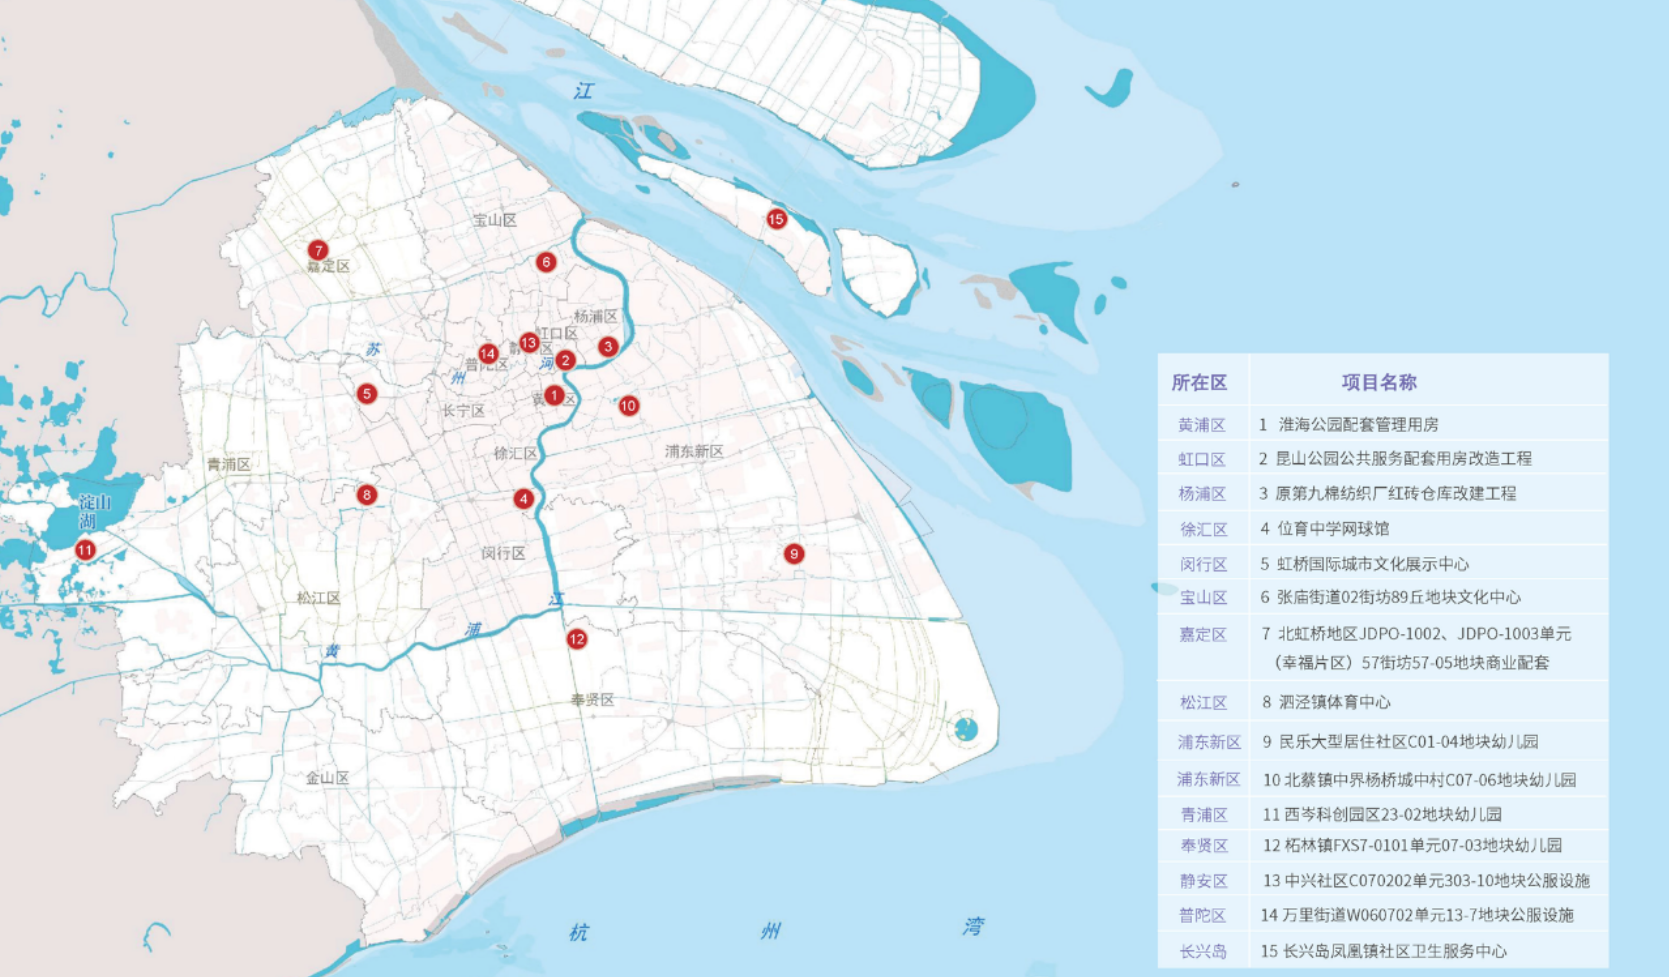 江
15
宝山区
7
嘉定区
6
杨浦区
虹口区
13
静
区
3
苏
14
普陀区
河
2
州
5
1
黄
区
10
长宁区
徐汇区
浦东新区
青浦区
8
4
淀山
湖
11
闵行区
9
松江区
江
浦
12
黄
奉贤区
金山区
杭
州
湾
所在区 项目名称
黄浦区 1 淮海公园配套管理用房
虹口区 2 昆山公园公共服务配套用房改造工程
杨浦区 3 原第九棉纺织厂红砖仓库改建工程
徐汇区 4 位育中学网球馆
闵行区 5 虹桥国际城市文化展示中心
宝山区 6 张庙街道02街坊89丘地块文化中心
嘉定区 7 北虹桥地区JDPO-1002、JDPO-1003单元
（幸福片区）57街坊57-05地块商业配套
松江区 8 泗泾镇体育中心
浦东新区 9 民乐大型居住社区C01-04地块幼儿园
浦东新区 10 北蔡镇中界杨桥城中村C07-06地块幼儿园
青浦区 11 西岑科创园区23-02地块幼儿园
奉贤区 12 柘林镇FXS7-0101单元07-03地块幼儿园
静安区 13 中兴社区C070202单元303-10地块公服设施
普陀区 14 万里街道W060702单元13-7地块公服设施
长兴岛 15 长兴岛凤凰镇社区卫生服务中心